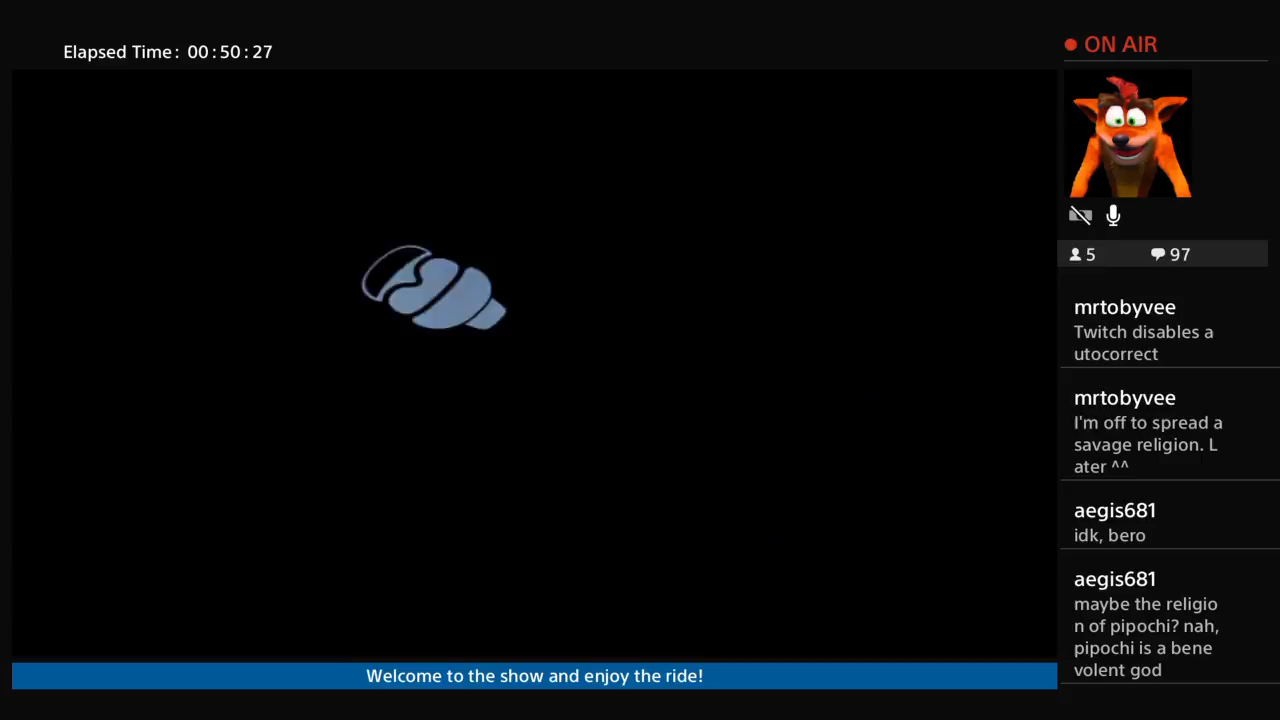 Elapsed Time: 00:50:27
ON AIR
5
97
mrtobyvee
Twitch disables a
utocorrect
mrtobyvee
I'm off to spread a
savage religion. L
ater ^^
aegis681
idk, bero
aegis681
maybe the religio
n of pipochi? nah,
pipochi is a bene
volent god
Welcome to the show and enjoy the ride!